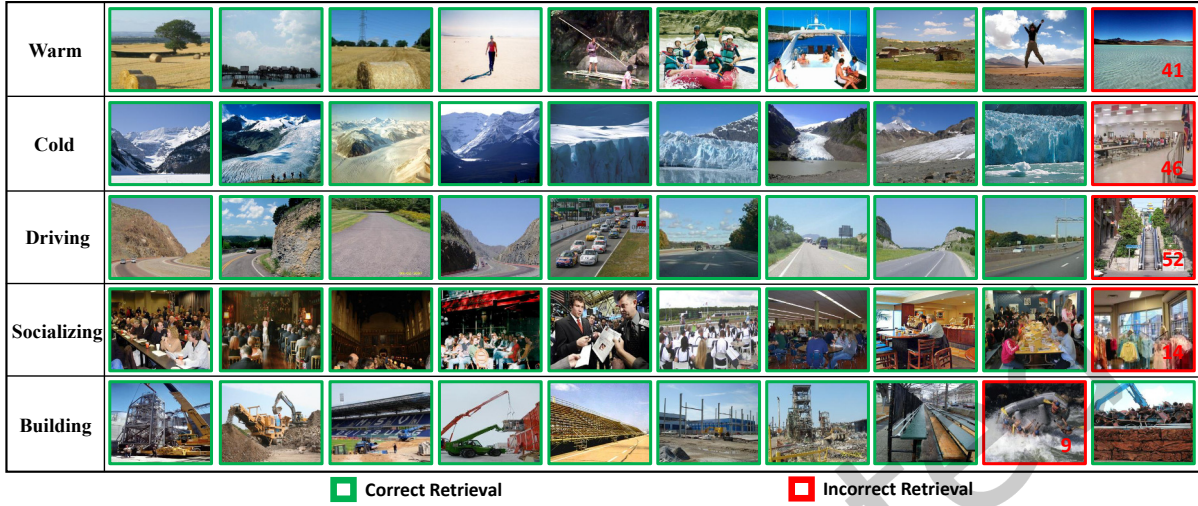 Warm
41
Cold
46
Driving
52
Socializing
14
Building
9
Correct Retrieval
Incorrect Retrieval